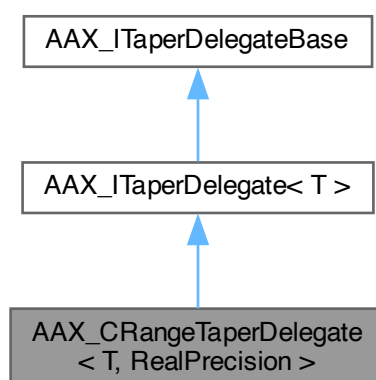 AAX_ITaperDelegateBase
AAX_ITaperDelegate< T >
AAX_CRangeTaperDelegate
< T, RealPrecision >